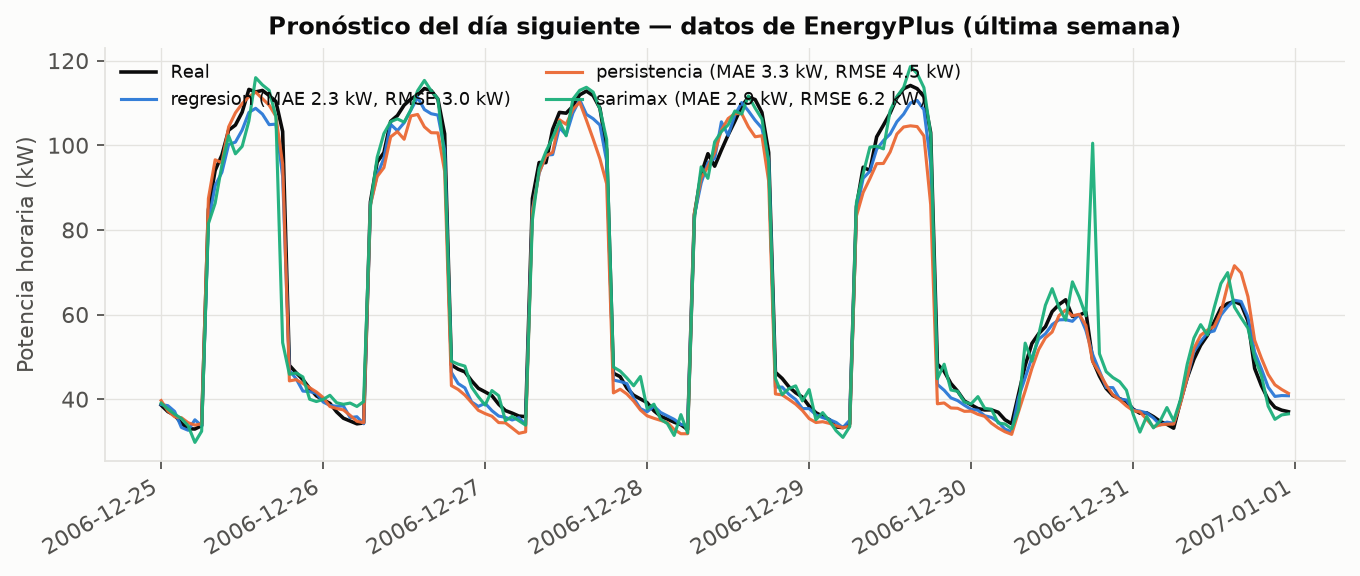 Pronóstico del día siguiente — datos de EnergyPlus (última semana)
Real
regresion (MAE 2.3 kW, RMSE 3.0 kW)
persistencia (MAE 3.3 kW, RMSE 4.5 kW)
sarimax (MAE 2.9 kW, RMSE 6.2 kW)
Potencia horaria (kW)
120
100
80
60
40
2006-12-25
2006-12-26
2006-12-27
2006-12-28
2006-12-29
2006-12-30
2006-12-31
2007-01-01